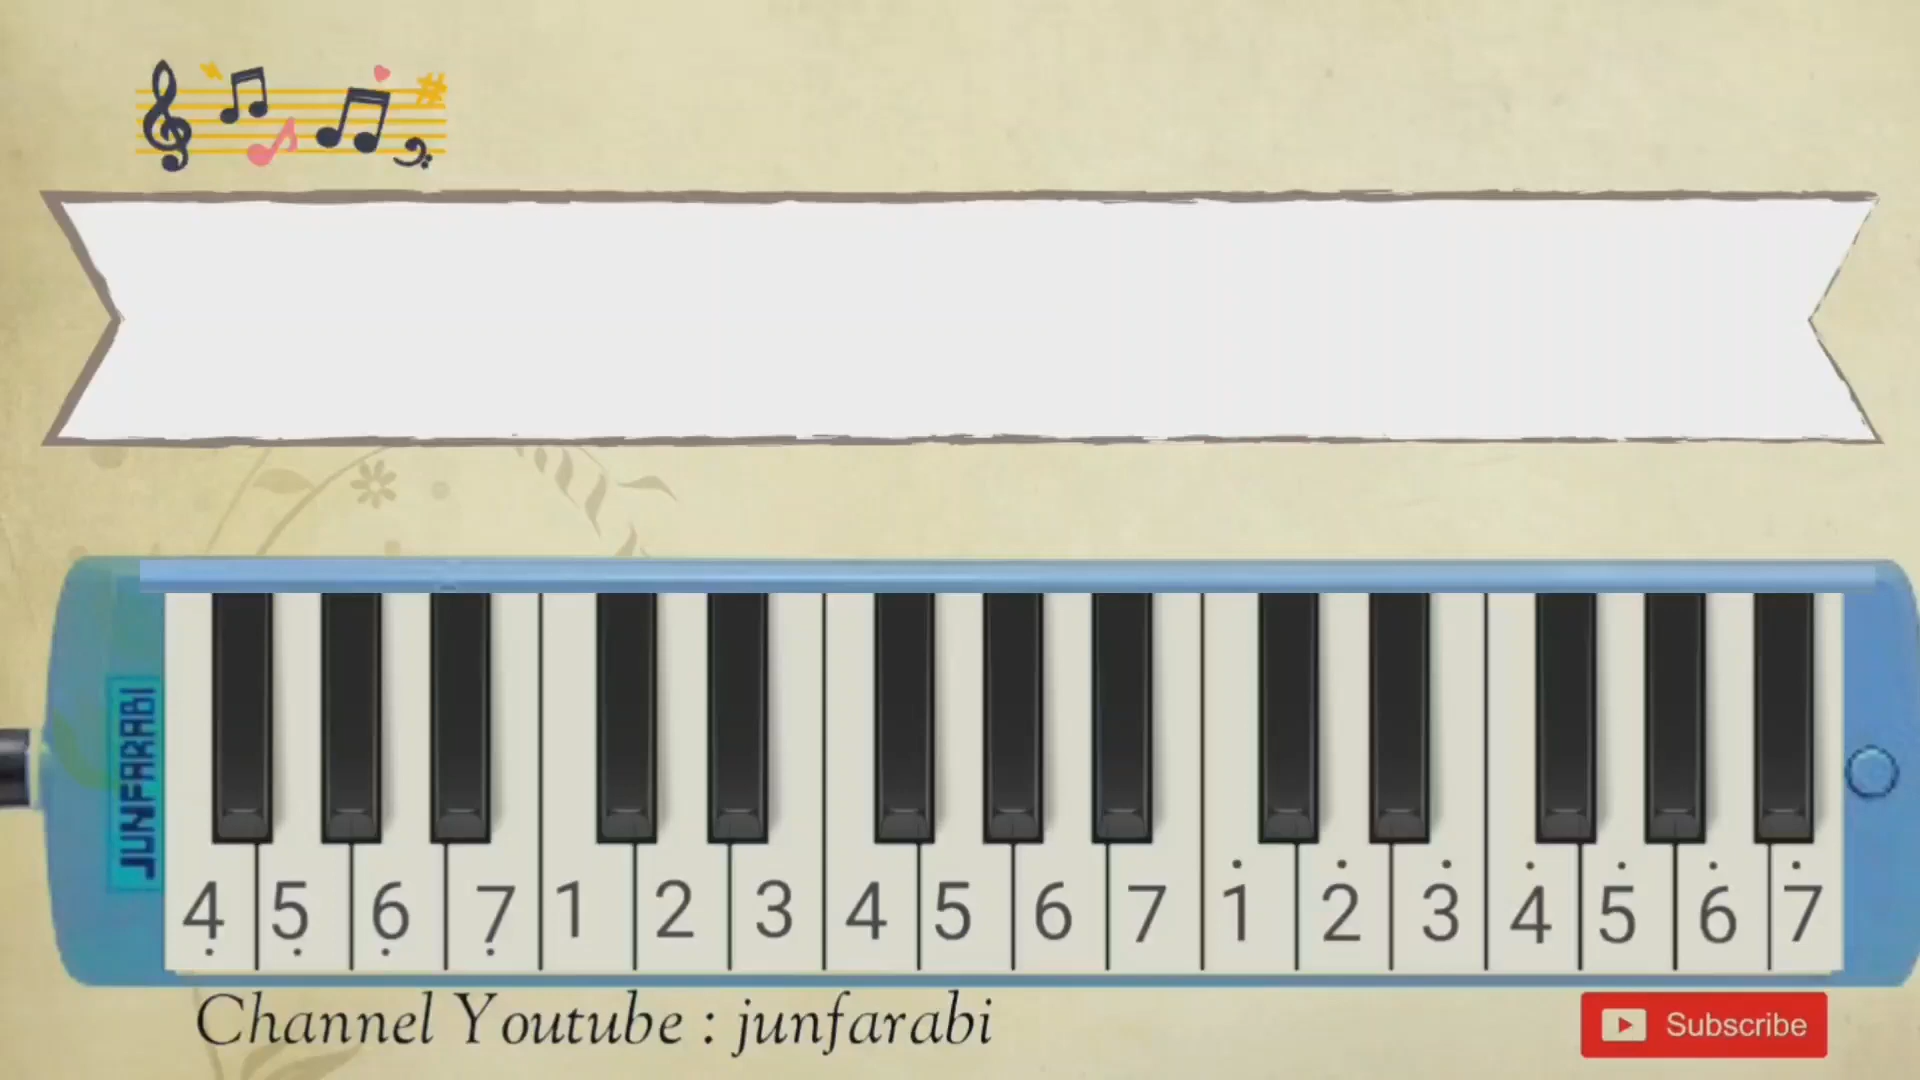 JUNFARABI
4̣ 5̣ 6̣ 7̣ 1 2 3 4 5 6 7 1̇ 2̇ 3̇ 4̇ 5̇ 6̇ 7̇
Channel Youtube : junfarabi
Subscribe